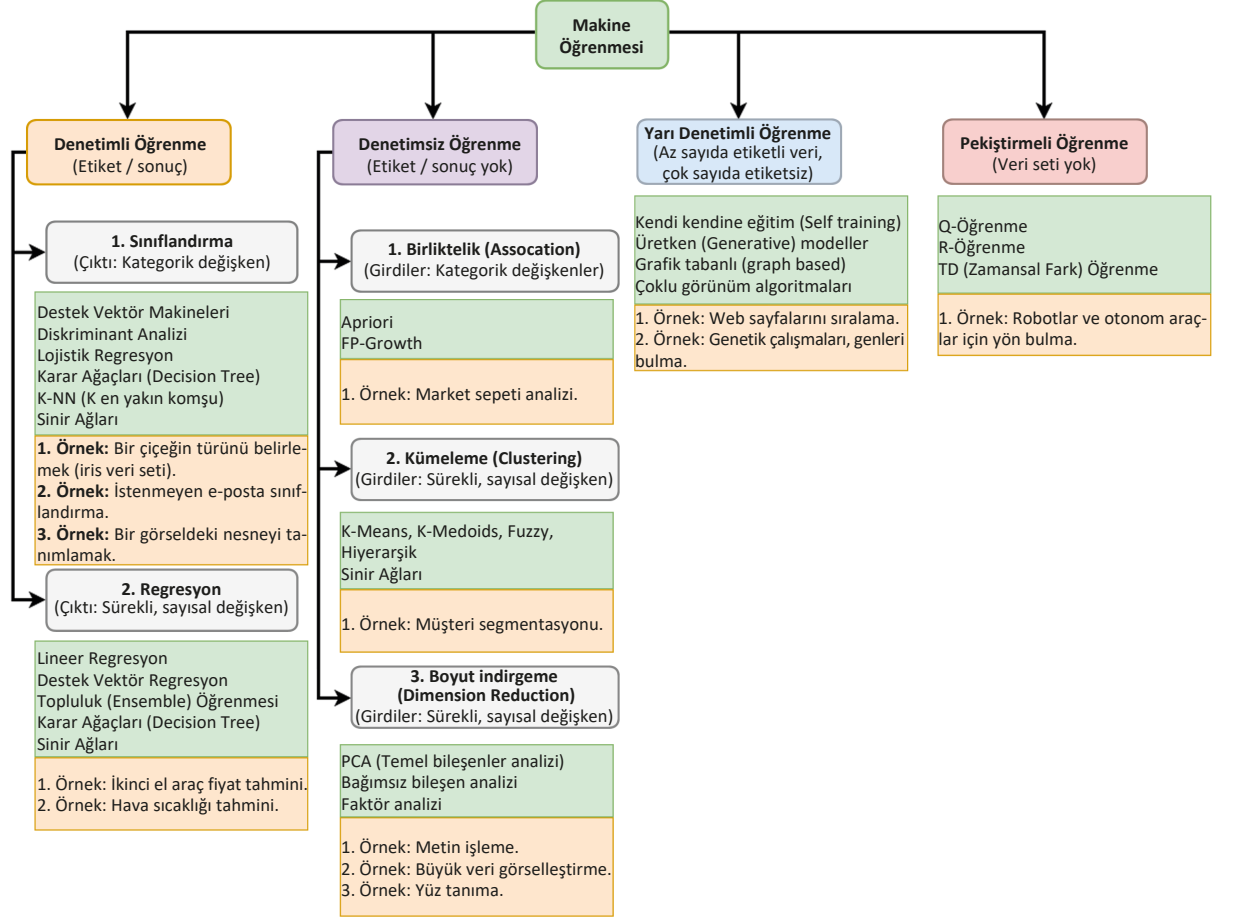 Makine
Öğrenmesi
Denetimli Öğrenme
(Etiket / sonuç)
1. Sınıflandırma
(Çıktı: Kategorik değişken)
Destek Vektör Makineleri
Diskriminant Analizi
Lojistik Regresyon
Karar Ağaçları (Decision Tree)
K-NN (K en yakın komşu)
Sinir Ağları
1. Örnek: Bir çiçeğin türünü belirle-
mek (iris veri seti).
2. Örnek: İstenmeyen e-posta sınıf-
landırma.
3. Örnek: Bir görseldeki nesneyi ta-
nımlamak.
2. Regresyon
(Çıktı: Sürekli, sayısal değişken)
Lineer Regresyon
Destek Vektör Regresyon
Topluluk (Ensemble) Öğrenmesi
Karar Ağaçları (Decision Tree)
Sinir Ağları
1. Örnek: İkinci el araç fiyat tahmini.
2. Örnek: Hava sıcaklığı tahmini.
Denetimsiz Öğrenme
(Etiket / sonuç yok)
1. Birliktelik (Assocation)
(Girdiler: Kategorik değişkenler)
Apriori
FP-Growth
1. Örnek: Market sepeti analizi.
2. Kümeleme (Clustering)
(Girdiler: Sürekli, sayısal değişken)
K-Means, K-Medoids, Fuzzy,
Hiyerarşik
Sinir Ağları
1. Örnek: Müşteri segmentasyonu.
3. Boyut indirgeme
(Dimension Reduction)
(Girdiler: Sürekli, sayısal değişken)
PCA (Temel bileşenler analizi)
Bağımsız bileşen analizi
Faktör analizi
1. Örnek: Metin işleme.
2. Örnek: Büyük veri görselleştirme.
3. Örnek: Yüz tanıma.
Yarı Denetimli Öğrenme
(Az sayıda etiketli veri,
çok sayıda etiketsiz)
Kendi kendine eğitim (Self training)
Üretken (Generative) modeller
Grafik tabanlı (graph based)
Çoklu görünüm algoritmaları
1. Örnek: Web sayfalarını sıralama.
2. Örnek: Genetik çalışmaları, genleri
bulma.
Pekiştirmeli Öğrenme
(Veri seti yok)
Q-Öğrenme
R-Öğrenme
TD (Zamansal Fark) Öğrenme
1. Örnek: Robotlar ve otonom araç-
lar için yön bulma.